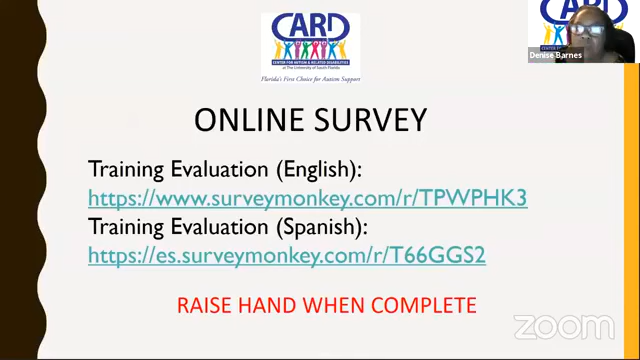 CARD
CENTER FOR AUTISM & RELATED DISABILITIES
at The University of South Florida
Florida's First Choice for Autism Support
Denise Barnes
ONLINE SURVEY
Training Evaluation (English):
https://www.surveymonkey.com/r/TPWPHK3
Training Evaluation (Spanish):
https://es.surveymonkey.com/r/T66GGS2
RAISE HAND WHEN COMPLETE
zoom